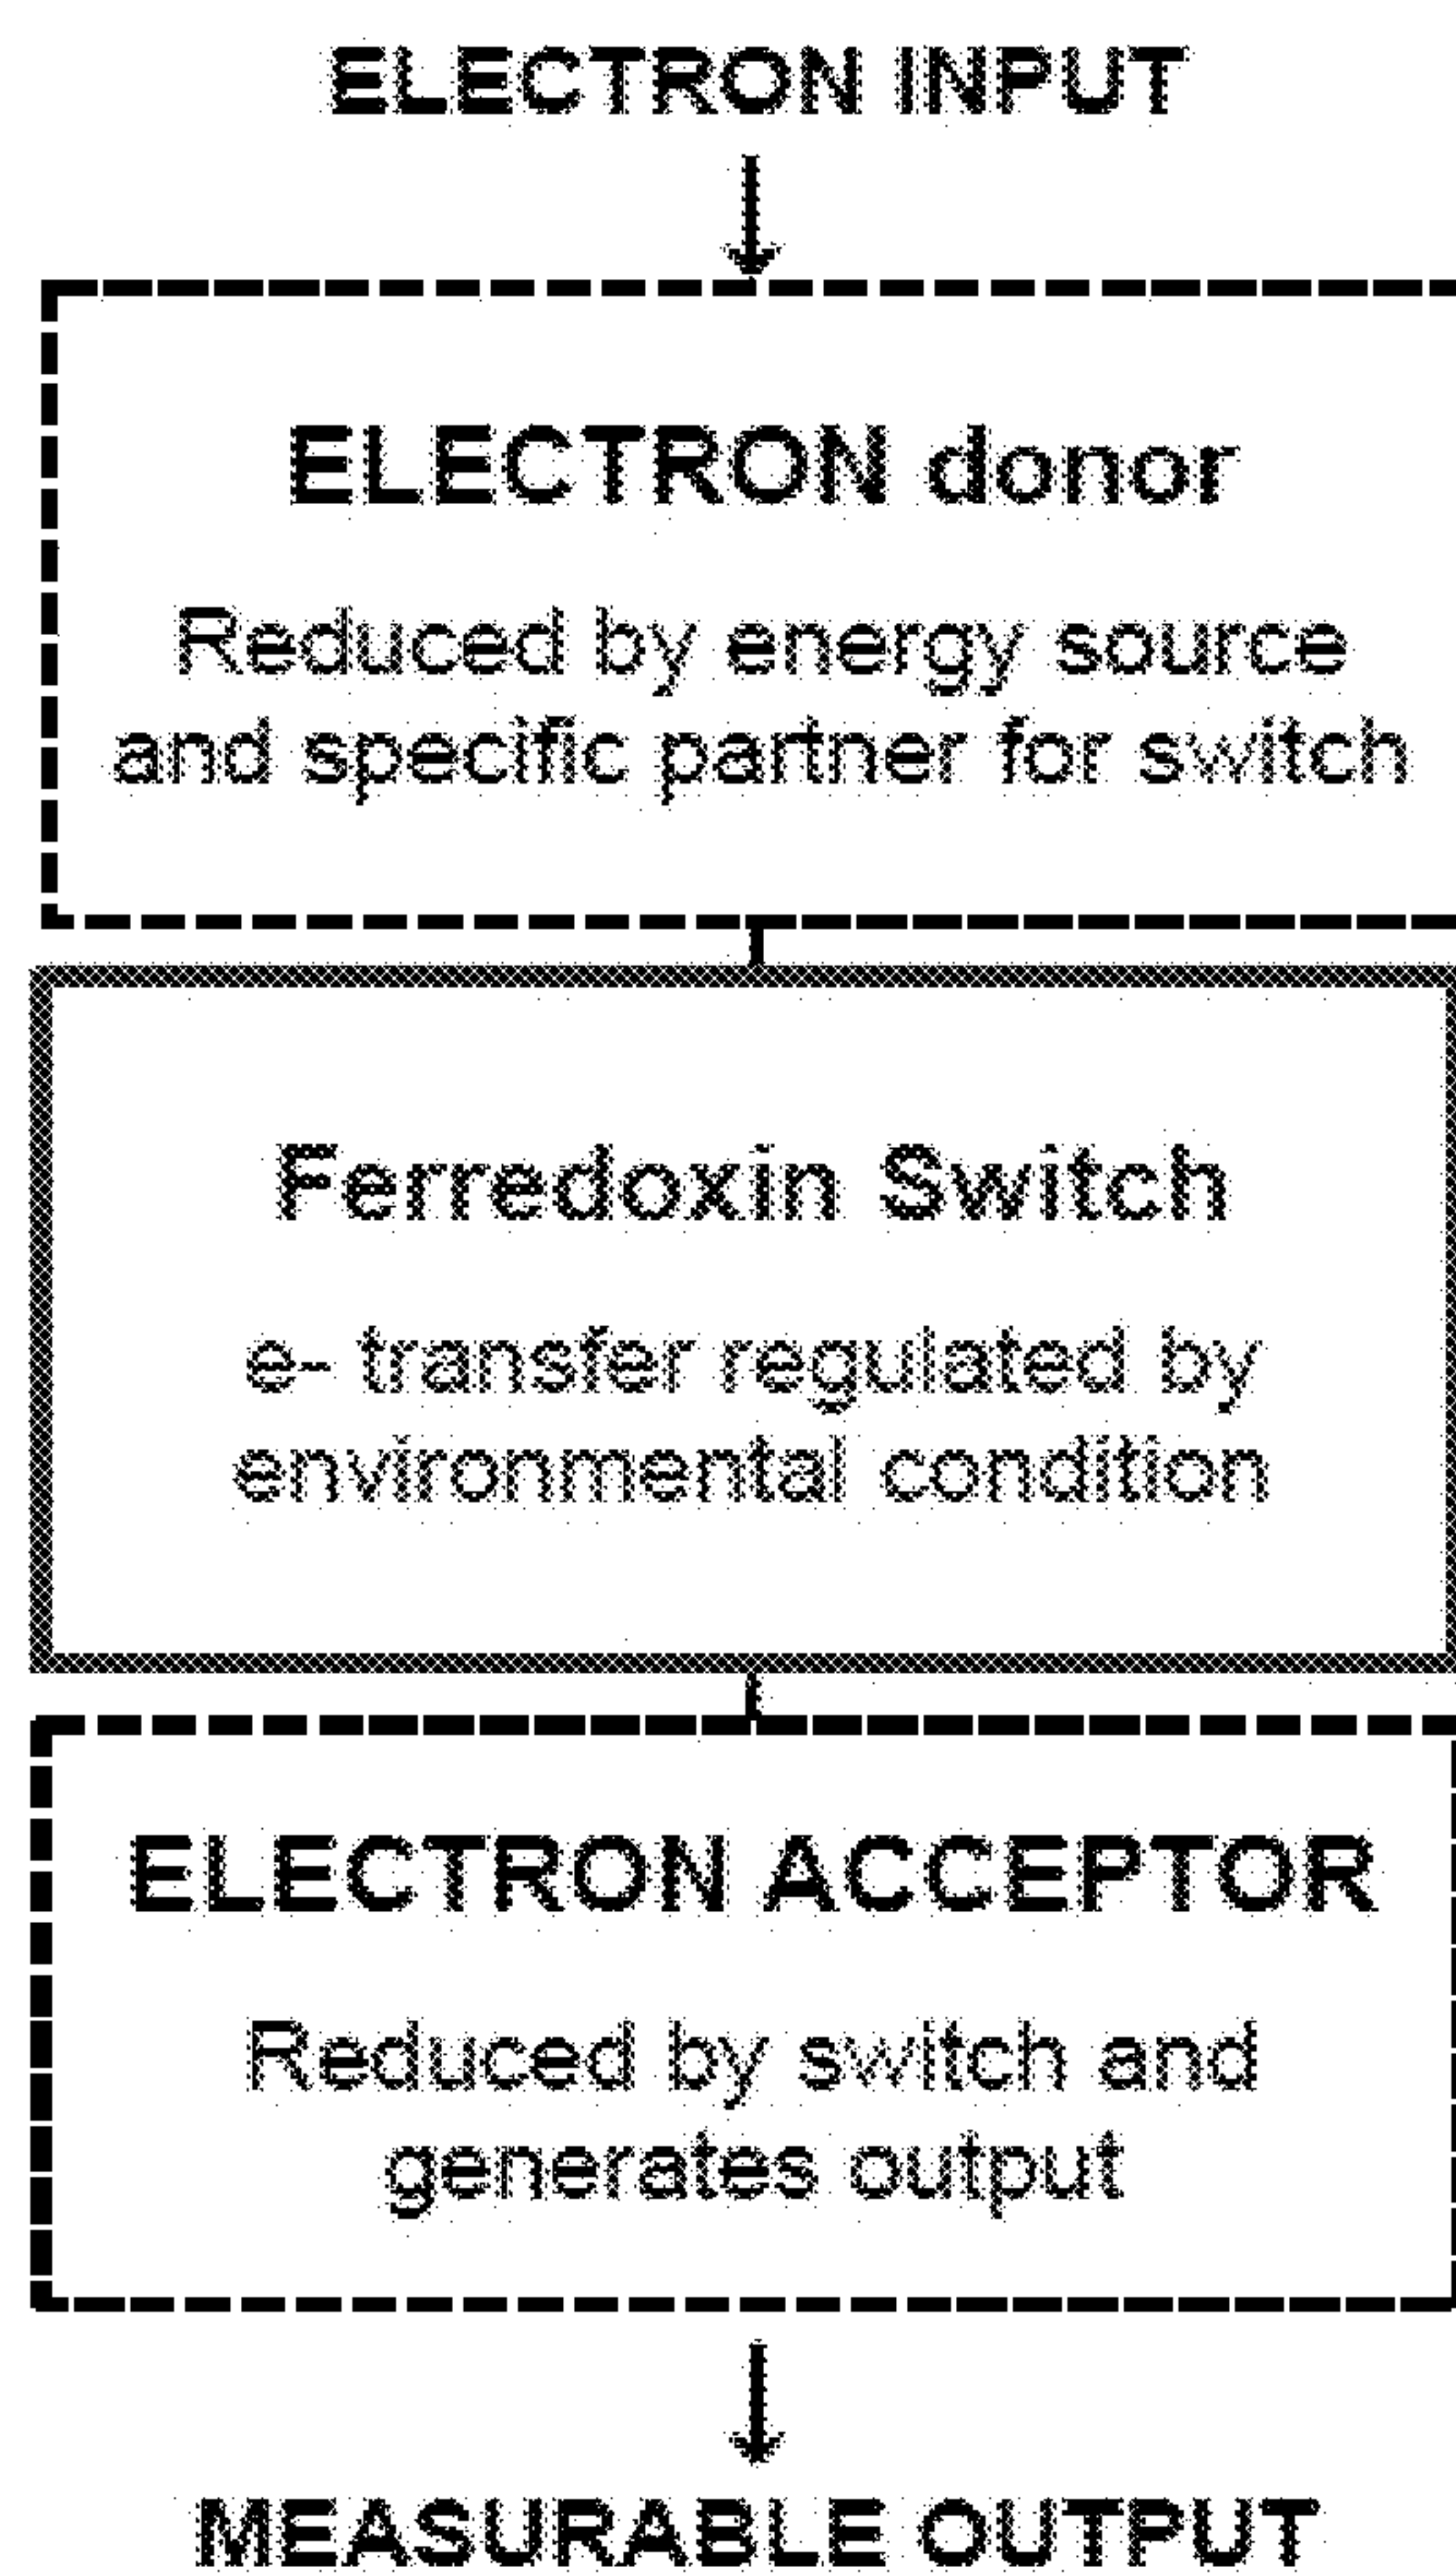 ELECTRON INPUT
ELECTRON donor
Reduced by energy source
and specific partner for switch
Ferredoxin Switch
e- transfer regulated by
environmental condition
ELECTRON ACCEPTOR
Reduced by switch and
generates output
MEASURABLE OUTPUT